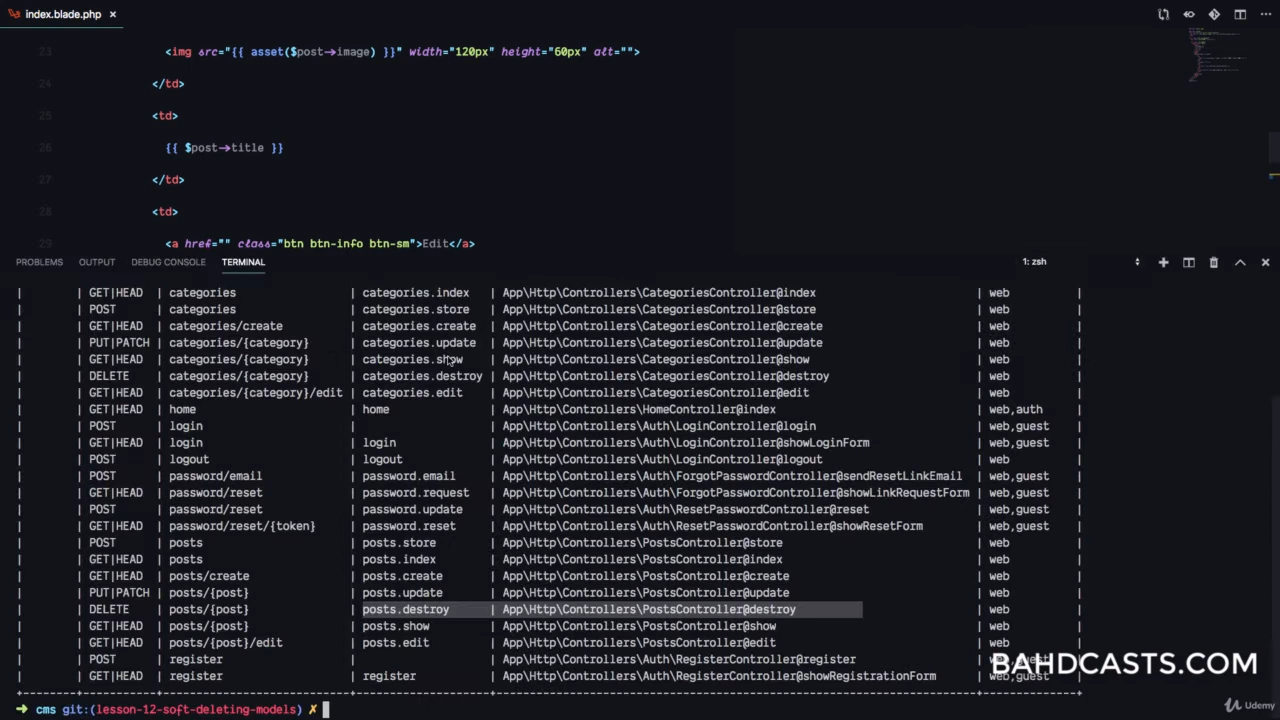 index.blade.php ×
23 <img src="{{ asset($post->image) }}" width="120px" height="60px" alt="">
24 </td>
25 <td>
26 {{ $post->title }}
27 </td>
28 <td>
29 <a href="" class="btn btn-info btn-sm">Edit</a>
PROBLEMS OUTPUT DEBUG CONSOLE TERMINAL 1: zsh
| | GET|HEAD | categories | categories.index | App\Http\Controllers\CategoriesController@index | web |
| | POST | categories | categories.store | App\Http\Controllers\CategoriesController@store | web |
| | GET|HEAD | categories/create | categories.create | App\Http\Controllers\CategoriesController@create | web |
| | PUT|PATCH | categories/{category} | categories.update | App\Http\Controllers\CategoriesController@update | web |
| | GET|HEAD | categories/{category} | categories.show | App\Http\Controllers\CategoriesController@show | web |
| | DELETE | categories/{category} | categories.destroy | App\Http\Controllers\CategoriesController@destroy | web |
| | GET|HEAD | categories/{category}/edit | categories.edit | App\Http\Controllers\CategoriesController@edit | web |
| | GET|HEAD | home | home | App\Http\Controllers\HomeController@index | web,auth |
| | POST | login | | App\Http\Controllers\Auth\LoginController@login | web,guest |
| | GET|HEAD | login | login | App\Http\Controllers\Auth\LoginController@showLoginForm | web,guest |
| | POST | logout | logout | App\Http\Controllers\Auth\LoginController@logout | web |
| | POST | password/email | password.email | App\Http\Controllers\Auth\ForgotPasswordController@sendResetLinkEmail | web,guest |
| | GET|HEAD | password/reset | password.request | App\Http\Controllers\Auth\ForgotPasswordController@showLinkRequestForm | web,guest |
| | POST | password/reset | password.update | App\Http\Controllers\Auth\ResetPasswordController@reset | web,guest |
| | GET|HEAD | password/reset/{token} | password.reset | App\Http\Controllers\Auth\ResetPasswordController@showResetForm | web,guest |
| | POST | posts | posts.store | App\Http\Controllers\PostsController@store | web |
| | GET|HEAD | posts | posts.index | App\Http\Controllers\PostsController@index | web |
| | GET|HEAD | posts/create | posts.create | App\Http\Controllers\PostsController@create | web |
| | PUT|PATCH | posts/{post} | posts.update | App\Http\Controllers\PostsController@update | web |
| | DELETE | posts/{post} | posts.destroy | App\Http\Controllers\PostsController@destroy | web |
| | GET|HEAD | posts/{post} | posts.show | App\Http\Controllers\PostsController@show | web |
| | GET|HEAD | posts/{post}/edit | posts.edit | App\Http\Controllers\PostsController@edit | web |
| | POST | register | | App\Http\Controllers\Auth\RegisterController@register | web,guest |
| | GET|HEAD | register | register | App\Http\Controllers\Auth\RegisterController@showRegistrationForm | web,guest |
BAHDCASTS.COM
➜ cms git:(lesson-12-soft-deleting-models) ✗
Udemy